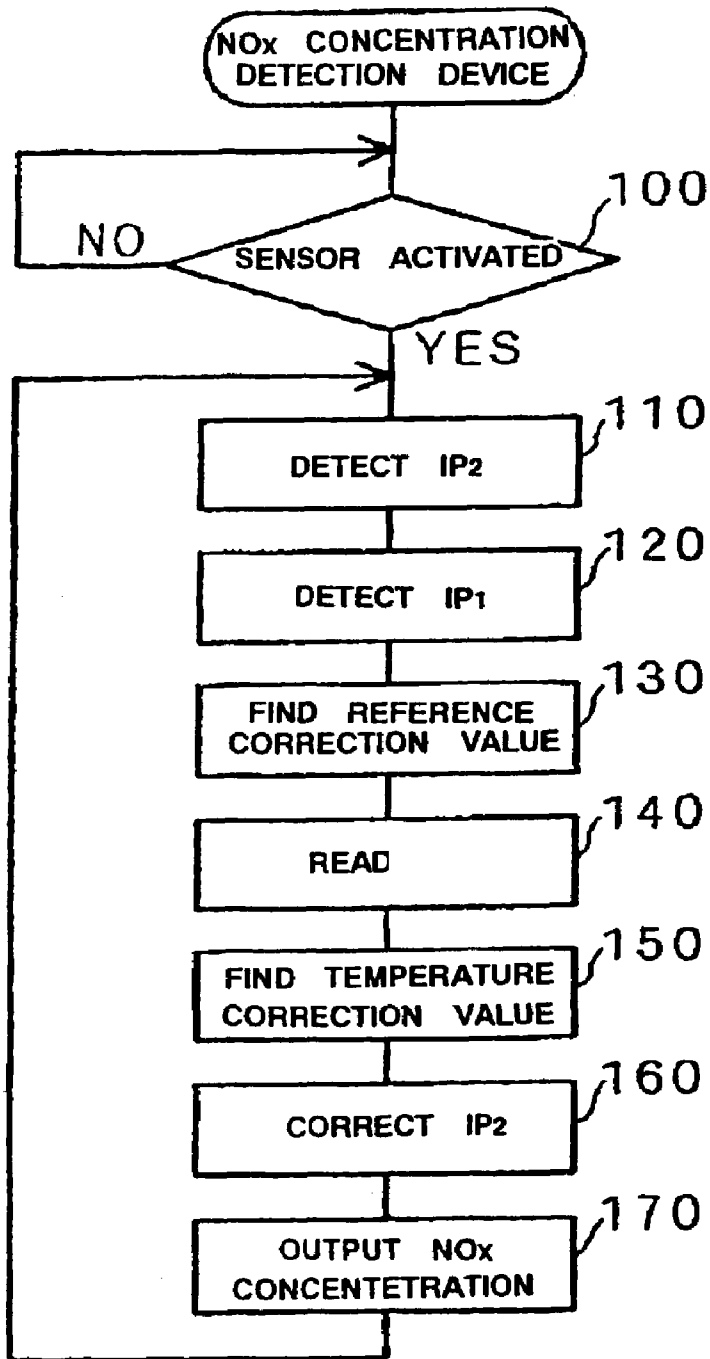 NOx CONCENTRATION
DETECTION DEVICE
100
NO
SENSOR ACTIVATED
YES
110
DETECT IP2
120
DETECT IP1
130
FIND REFERENCE
CORRECTION VALUE
140
READ
150
FIND TEMPERATURE
CORRECTION VALUE
160
CORRECT IP2
170
OUTPUT NOx
CONCENTETRATION